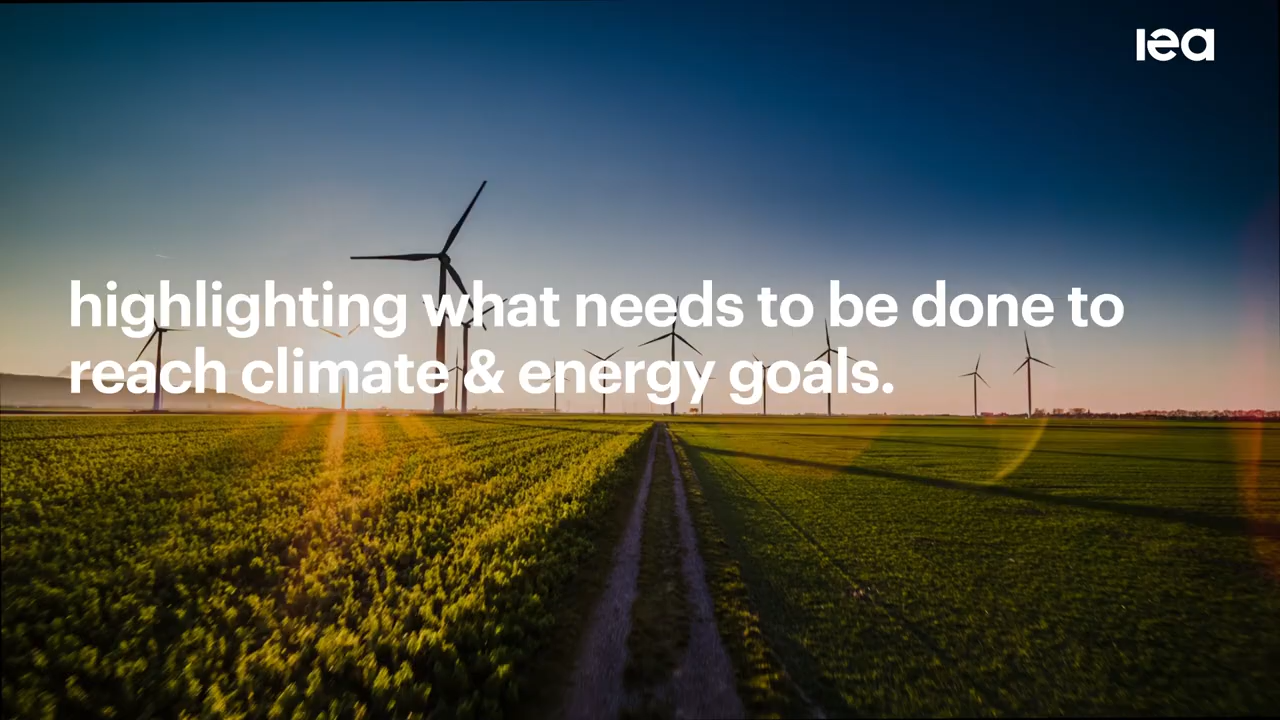 iea
highlighting what needs to be done to
reach climate & energy goals.